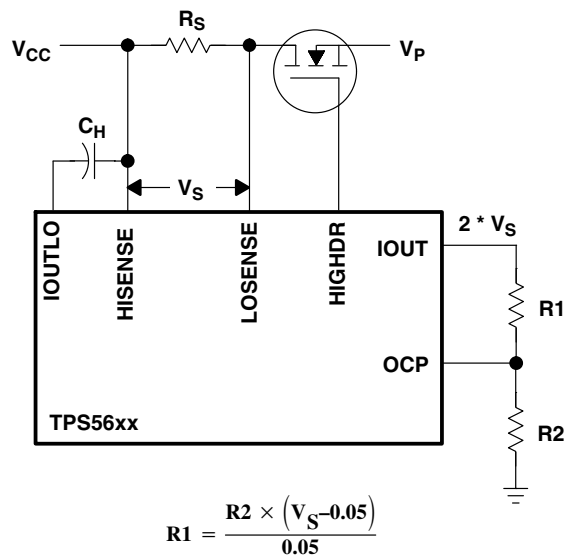 RS
VCC
VP
CH
VS
2 * VS
IOUTLO
HISENSE
LOSENSE
HIGHDR
IOUT
R1
OCP
TPS56xx
R2
R1 = R2 × (VS–0.05) / 0.05